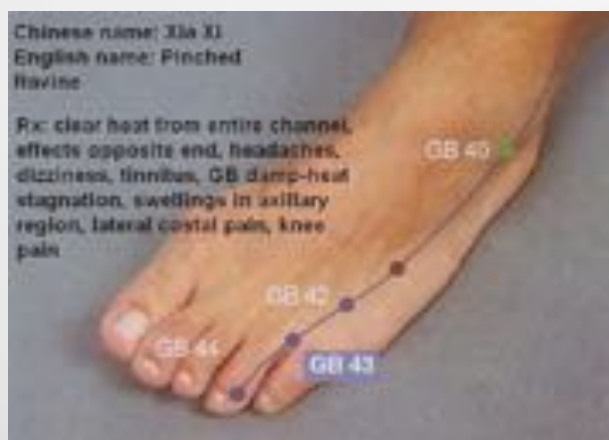 Chinese name: Xia Xi
English name: Pinched
Ravine
Rx: clear heat from entire channel,
effects opposite end, headaches,
dizziness, tinnitus, GB damp-heat
stagnation, swellings in axillary
region, lateral costal pain, knee
pain
GB 40
GB 42
GB 44
GB 43